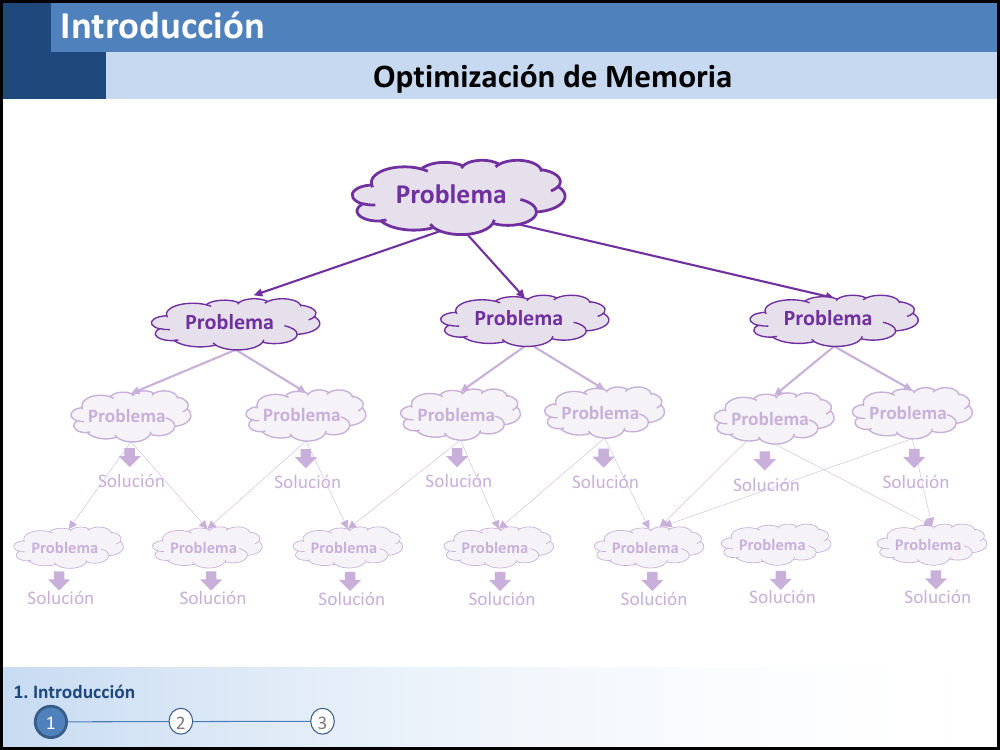 Introducción
Optimización de Memoria
Problema
Problema Problema Problema
Problema Problema Problema Problema Problema Problema
Solución Solución Solución Solución Solución Solución
Problema Problema Problema Problema Problema Problema Problema
Solución Solución Solución Solución Solución Solución Solución
1. Introducción
1 2 3